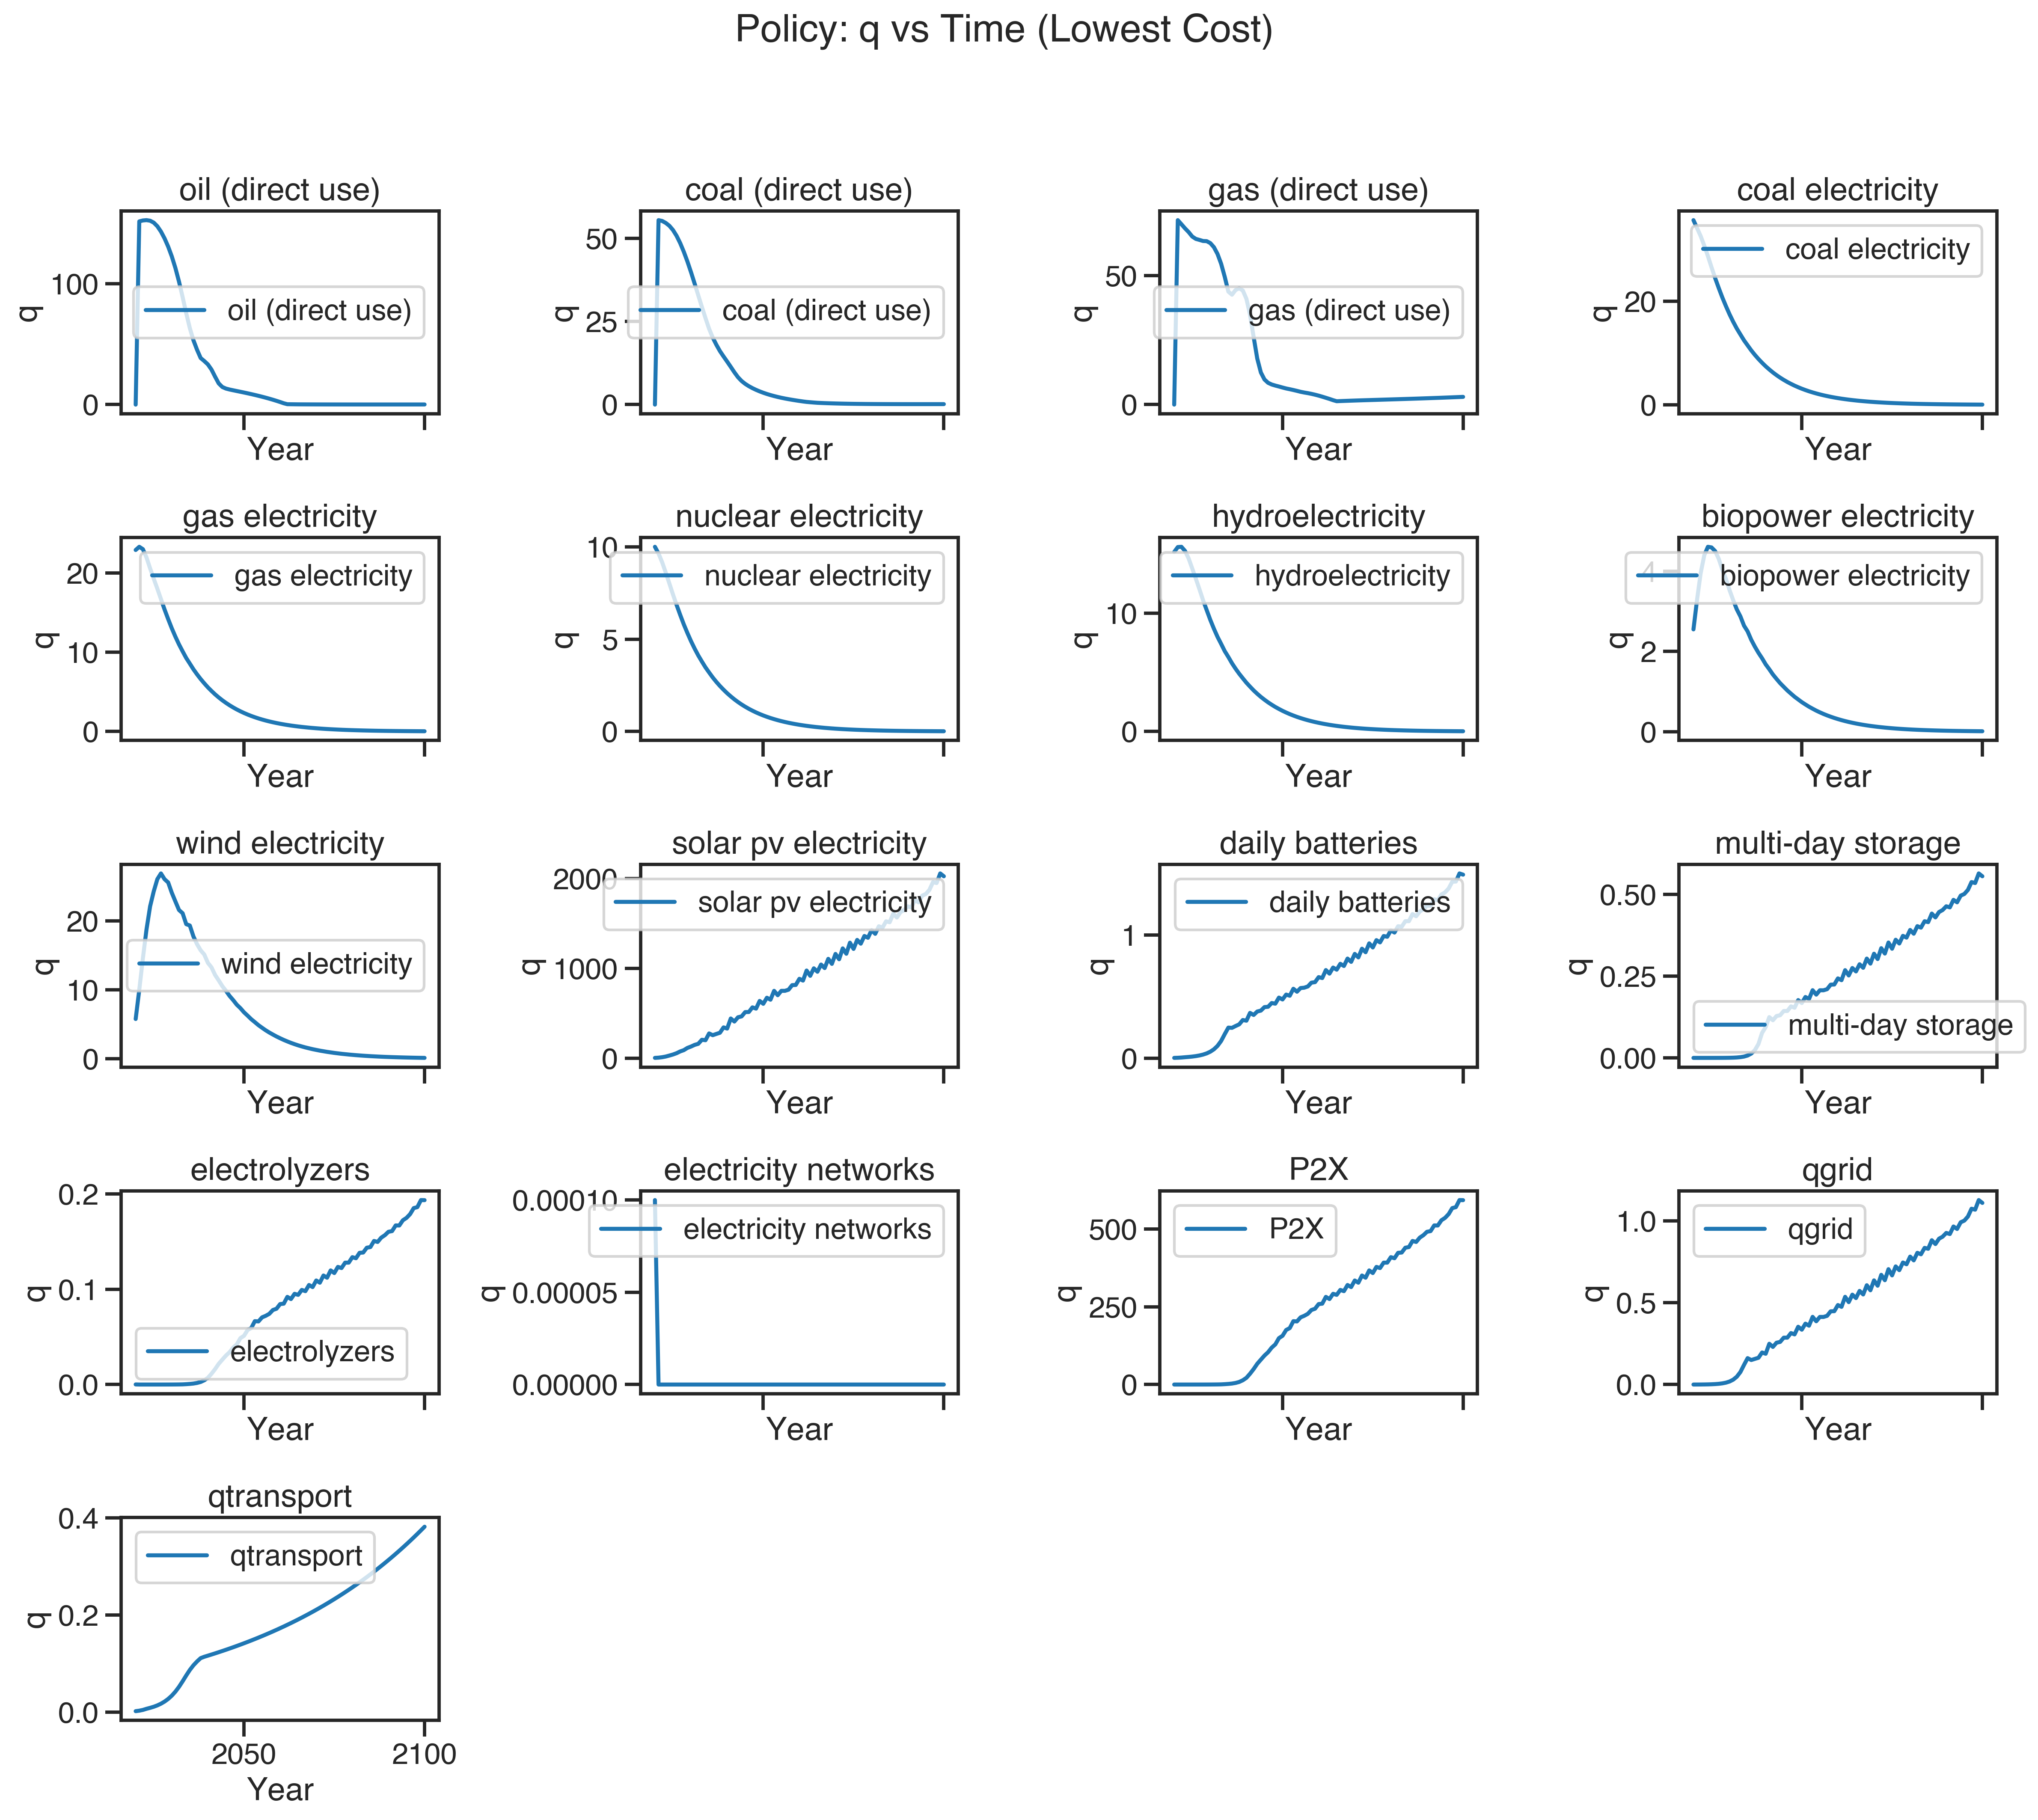 Policy: q vs Time (Lowest Cost)
oil (direct use)
100
0
q
oil (direct use)
Year
coal (direct use)
50
25
0
q
coal (direct use)
Year
gas (direct use)
50
0
q
gas (direct use)
Year
coal electricity
20
0
q
coal electricity
Year
gas electricity
20
10
0
q
gas electricity
Year
nuclear electricity
10
5
0
q
nuclear electricity
Year
hydroelectricity
10
0
q
hydroelectricity
Year
biopower electricity
4
2
0
q
biopower electricity
Year
wind electricity
20
10
0
q
wind electricity
Year
solar pv electricity
2000
1000
0
q
solar pv electricity
Year
daily batteries
1
0
q
daily batteries
Year
multi-day storage
0.50
0.25
0.00
q
multi-day storage
Year
electrolyzers
0.2
0.1
0.0
q
electrolyzers
Year
electricity networks
0.00010
0.00005
0.00000
q
electricity networks
Year
P2X
500
250
0
q
P2X
Year
qgrid
1.0
0.5
0.0
q
qgrid
Year
qtransport
0.4
0.2
0.0
q
qtransport
2050 2100
Year